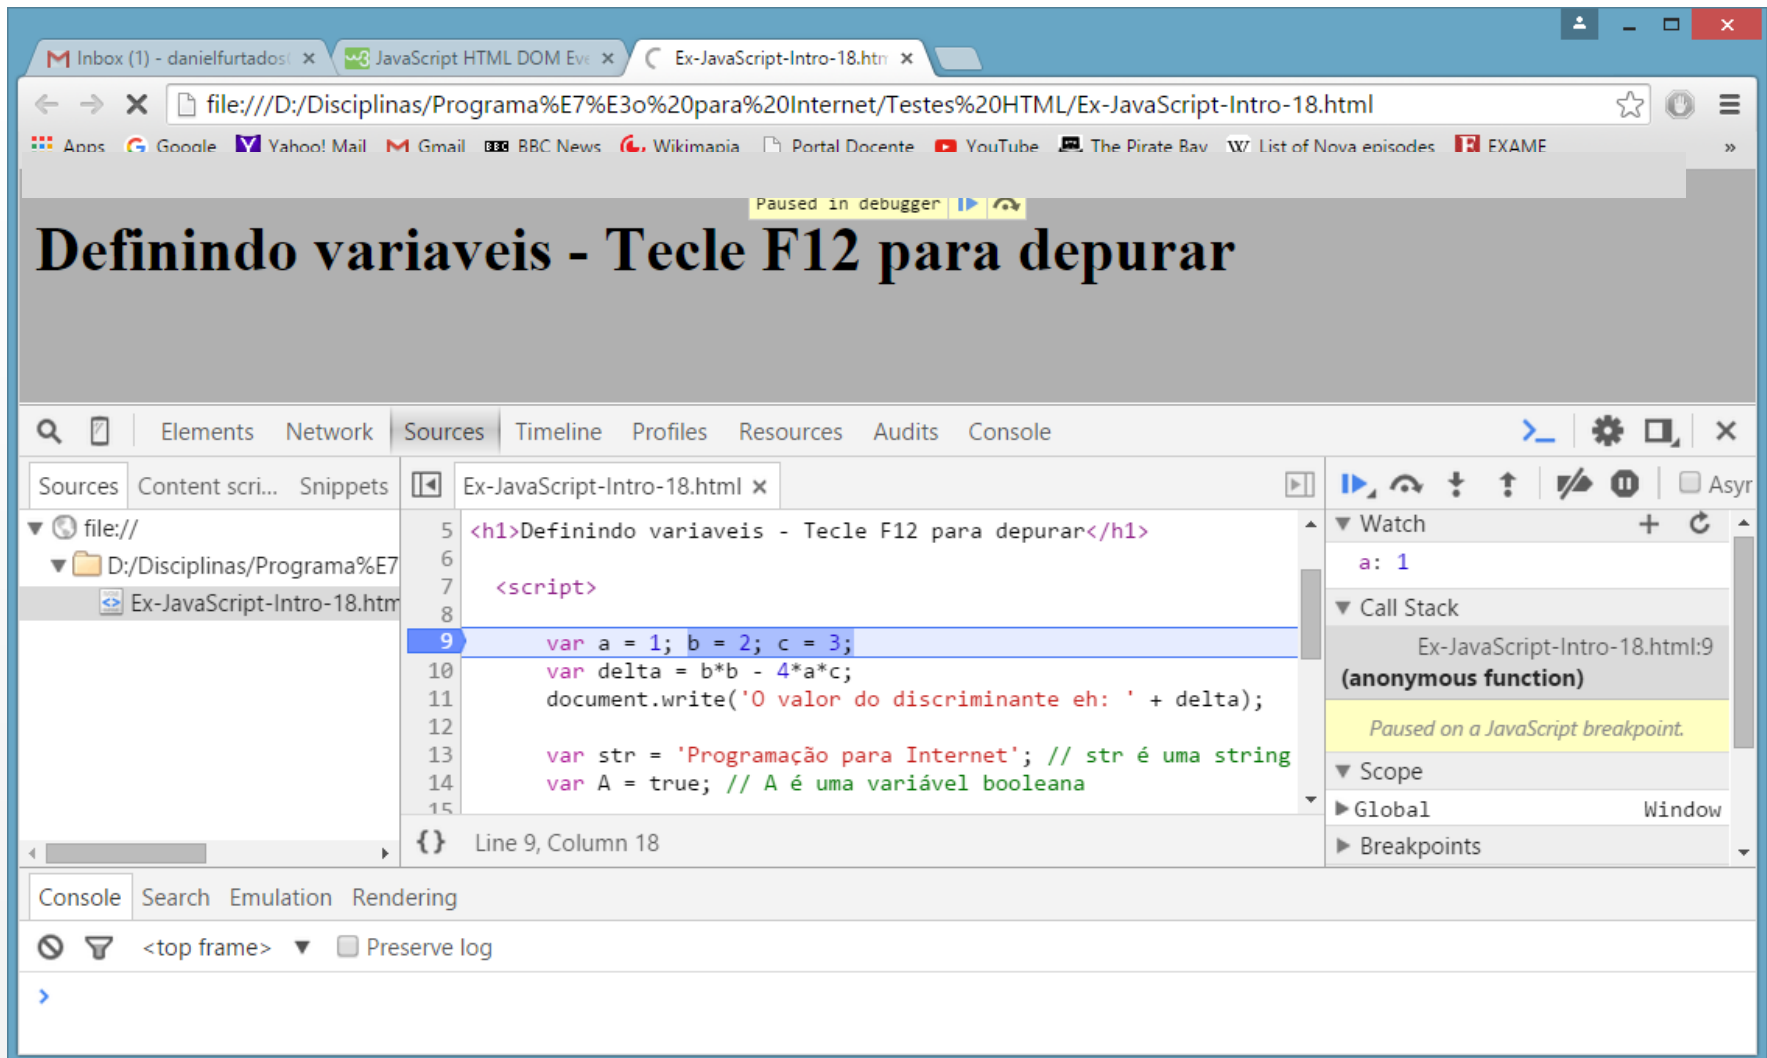 Inbox (1) - danielfurtados
JavaScript HTML DOM Eve
Ex-JavaScript-Intro-18.htm
file:///D:/Disciplinas/Programa%E7%E3o%20para%20Internet/Testes%20HTML/Ex-JavaScript-Intro-18.html
Apps Google Yahoo! Mail Gmail BBC News Wikimapia Portal Docente YouTube The Pirate Bay W List of Nova episodes EXAME »
Paused in debugger
Definindo variaveis - Tecle F12 para depurar
Elements Network Sources Timeline Profiles Resources Audits Console
Sources Content scri... Snippets
Ex-JavaScript-Intro-18.html
Asyr
file://
D:/Disciplinas/Programa%E7
Ex-JavaScript-Intro-18.htm
5 <h1>Definindo variaveis - Tecle F12 para depurar</h1>
6
7 <script>
8
9 var a = 1; b = 2; c = 3;
10 var delta = b*b - 4*a*c;
11 document.write('O valor do discriminante eh: ' + delta);
12
13 var str = 'Programação para Internet'; // str é uma string
14 var A = true; // A é uma variável booleana
15
{} Line 9, Column 18
Watch
a: 1
Call Stack
Ex-JavaScript-Intro-18.html:9
(anonymous function)
Paused on a JavaScript breakpoint.
Scope
Global Window
Breakpoints
Console Search Emulation Rendering
<top frame> ▼ Preserve log